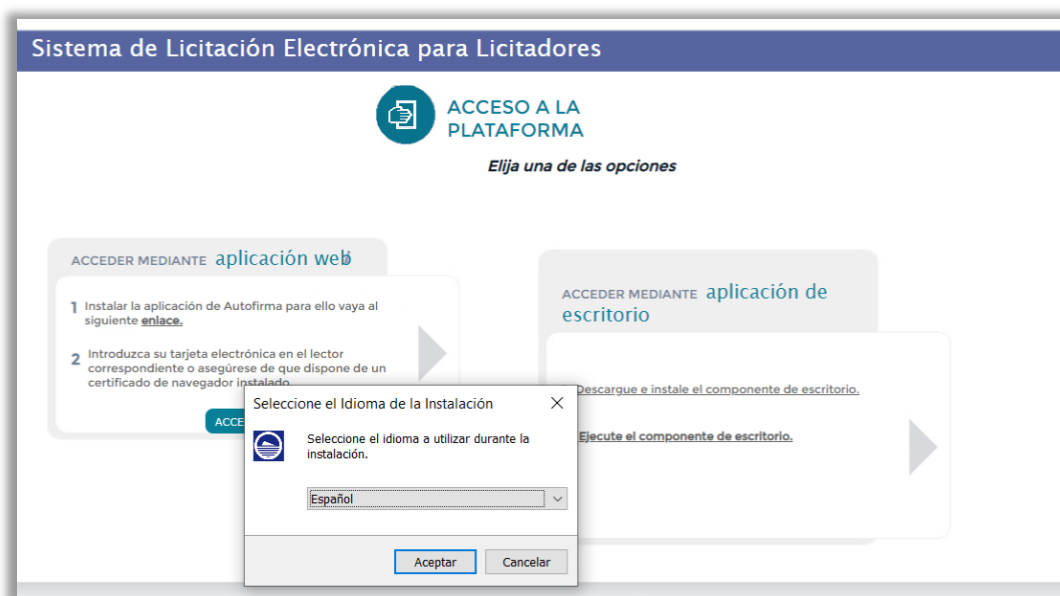 Sistema de Licitación Electrónica para Licitadores
ACCESO A LA
PLATAFORMA
Elija una de las opciones
ACCEDER MEDIANTE aplicación web
1 Instalar la aplicación de Autofirma para ello vaya al
siguiente enlace.
2 Introduzca su tarjeta electrónica en el lector
correspondiente o asegúrese de que dispone de un
certificado de navegador instalado
ACCE
ACCEDER MEDIANTE aplicación de
escritorio
Descargue e instale el componente de escritorio.
Ejecute el componente de escritorio.
Seleccione el Idioma de la Instalación
Seleccione el idioma a utilizar durante la
instalación.
Español
Aceptar Cancelar